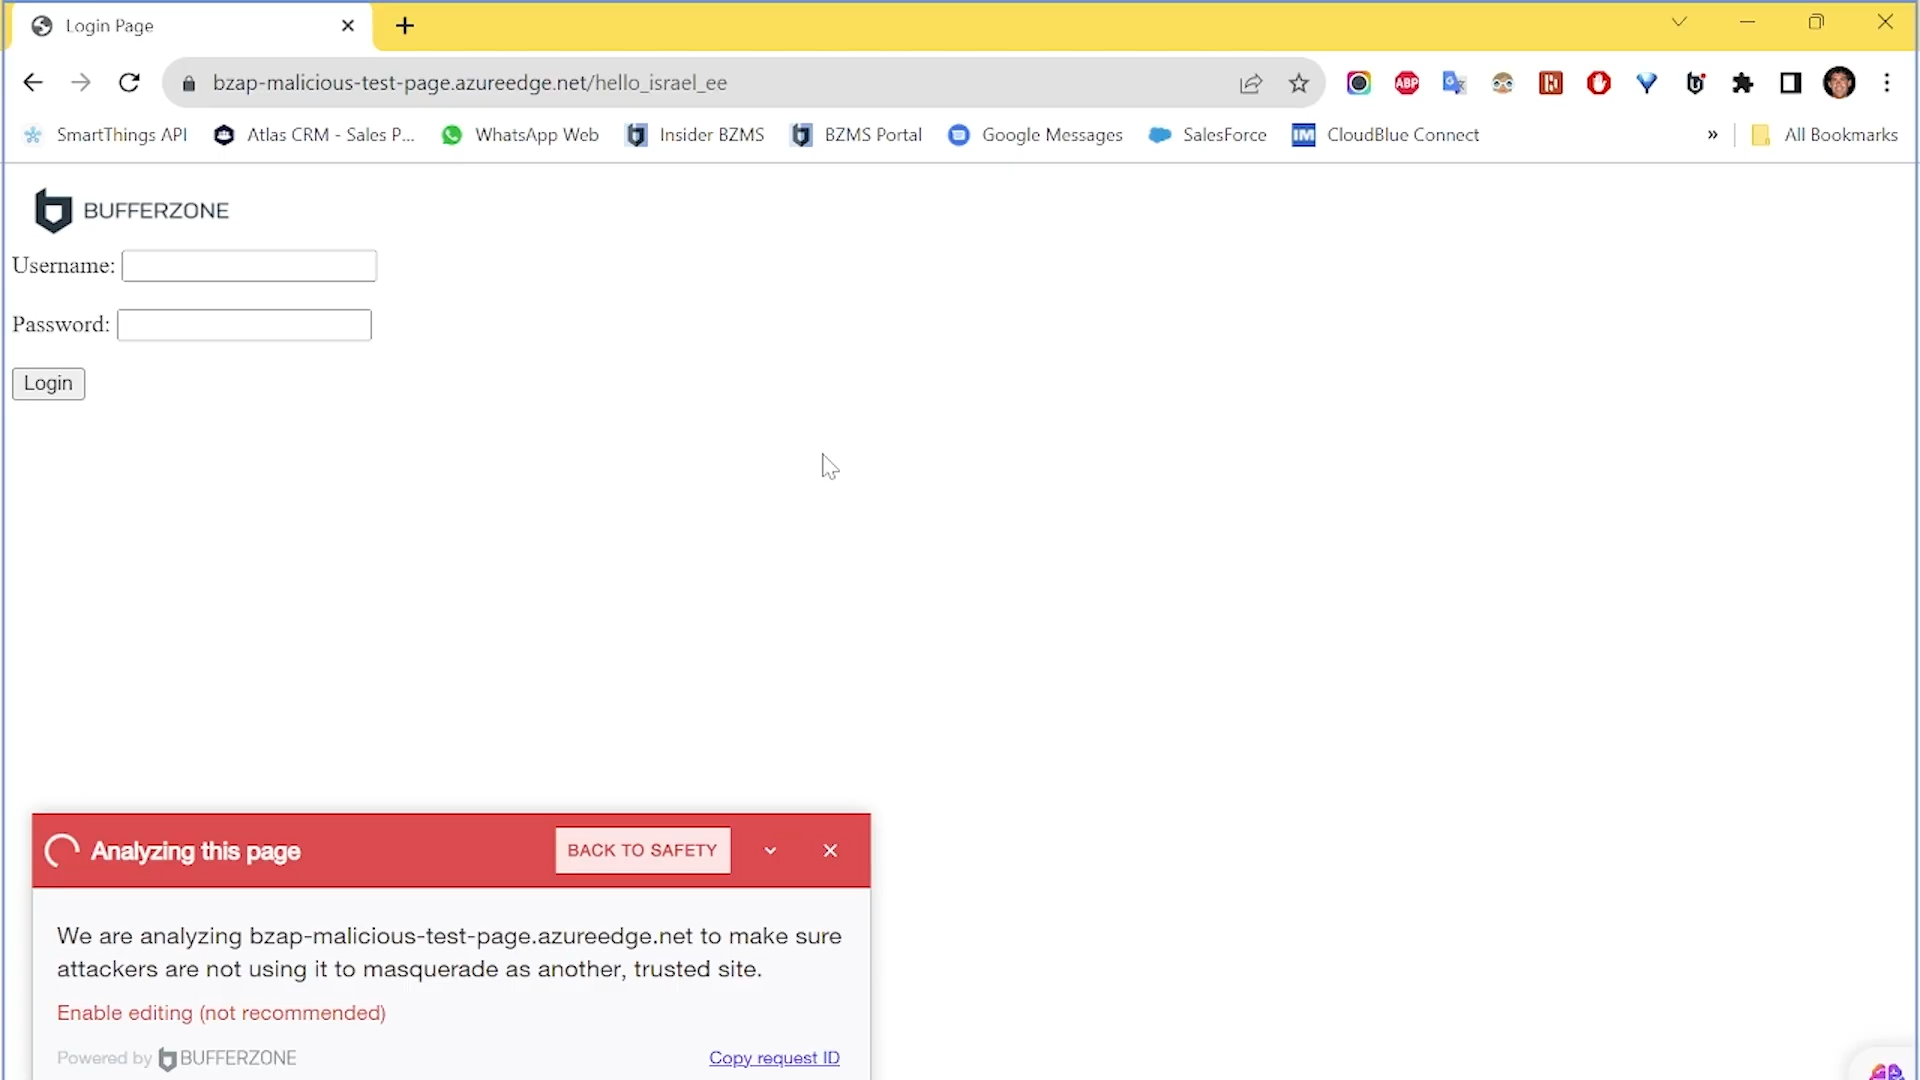 Login Page
bzap-malicious-test-page.azureedge.net/hello_israel_ee
ABP
SmartThings API
Atlas CRM - Sales P...
WhatsApp Web
Insider BZMS
BZMS Portal
Google Messages
SalesForce
IM
CloudBlue Connect
»
All Bookmarks
BUFFERZONE
Username:
Password:
Login
Analyzing this page
BACK TO SAFETY
We are analyzing bzap-malicious-test-page.azureedge.net to make sure
attackers are not using it to masquerade as another, trusted site.
Enable editing (not recommended)
Powered by BUFFERZONE
Copy request ID